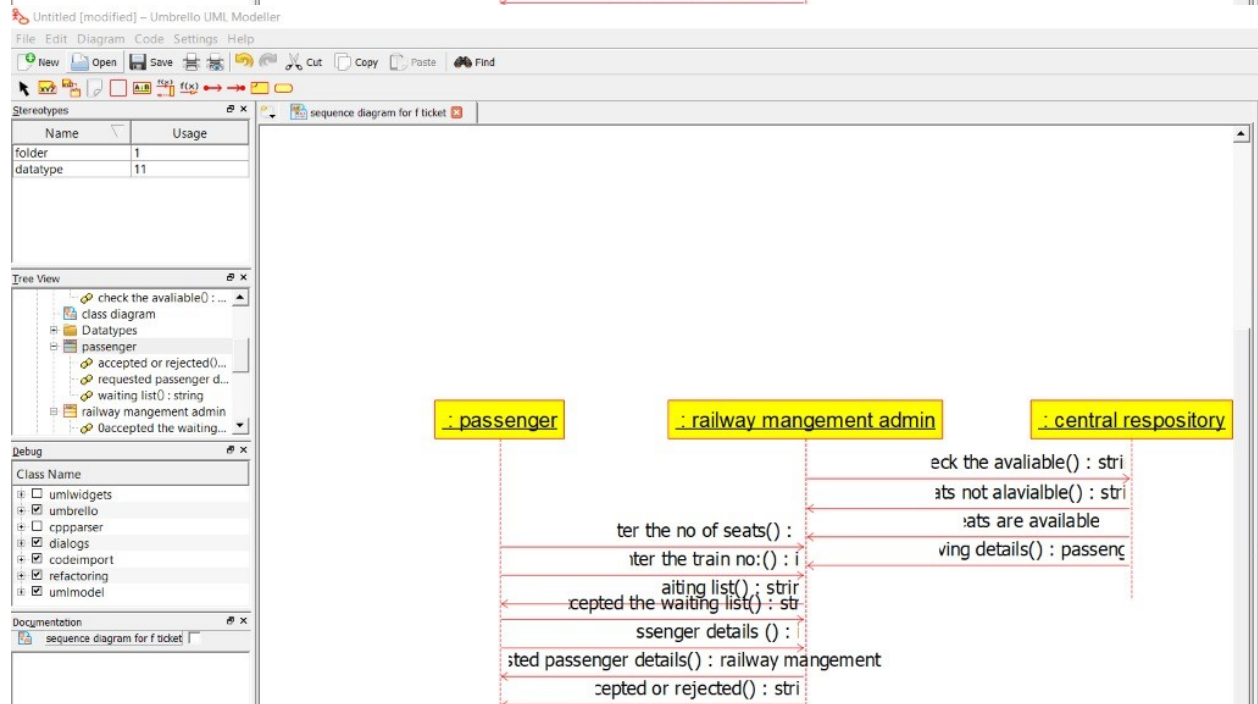 Untitled [modified] – Umbrello UML Modeller
File Edit Diagram Code Settings Help
New Open Save Cut Copy Paste Find
Stereotypes
sequence diagram for f ticket
Name Usage
folder 1
datatype 11
Tree View
check the avaliable() : ...
class diagram
Datatypes
passenger
accepted or rejected()...
requested passenger d...
waiting list() : string
railway mangement admin
0accepted the waiting...
Debug
Class Name
umlwidgets
umbrello
cppparser
dialogs
codeimport
refactoring
umlmodel
Documentation
sequence diagram for f ticket
: passenger
: railway mangement admin
: central respository
eck the avaliable() : stri
ats not alavialble() : stri
eats are available
ter the no of seats() :
ving details() : passeng
nter the train no:() : i
aiting list() : strir
cepted the waiting list() : str
ssenger details () :
sted passenger details() : railway mangement
cepted or rejected() : stri